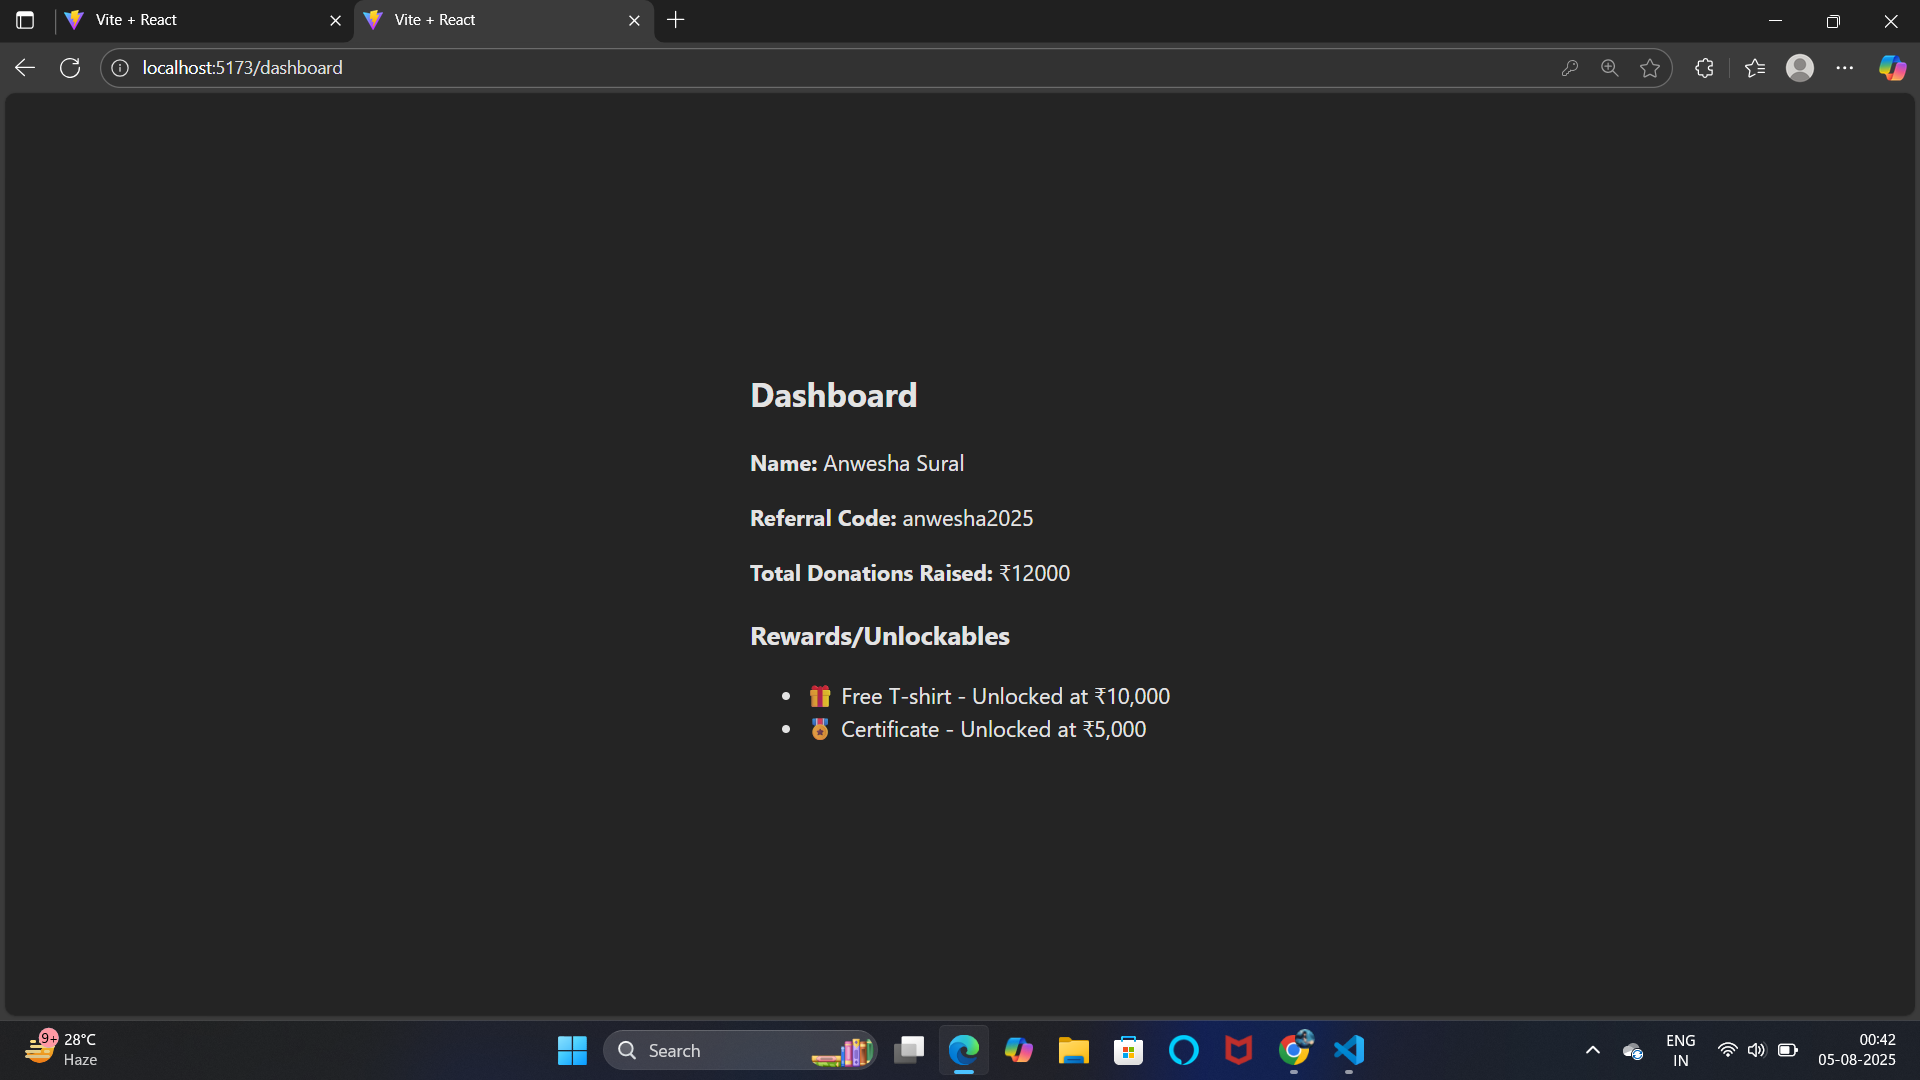 Vite + React
Vite + React
localhost:5173/dashboard
Dashboard
Name: Anwesha Sural
Referral Code: anwesha2025
Total Donations Raised: ₹12000
Rewards/Unlockables
• 🎁 Free T-shirt - Unlocked at ₹10,000
• 🏅 Certificate - Unlocked at ₹5,000
9+
28°C
Haze
Search
ENG
IN
00:42
05-08-2025